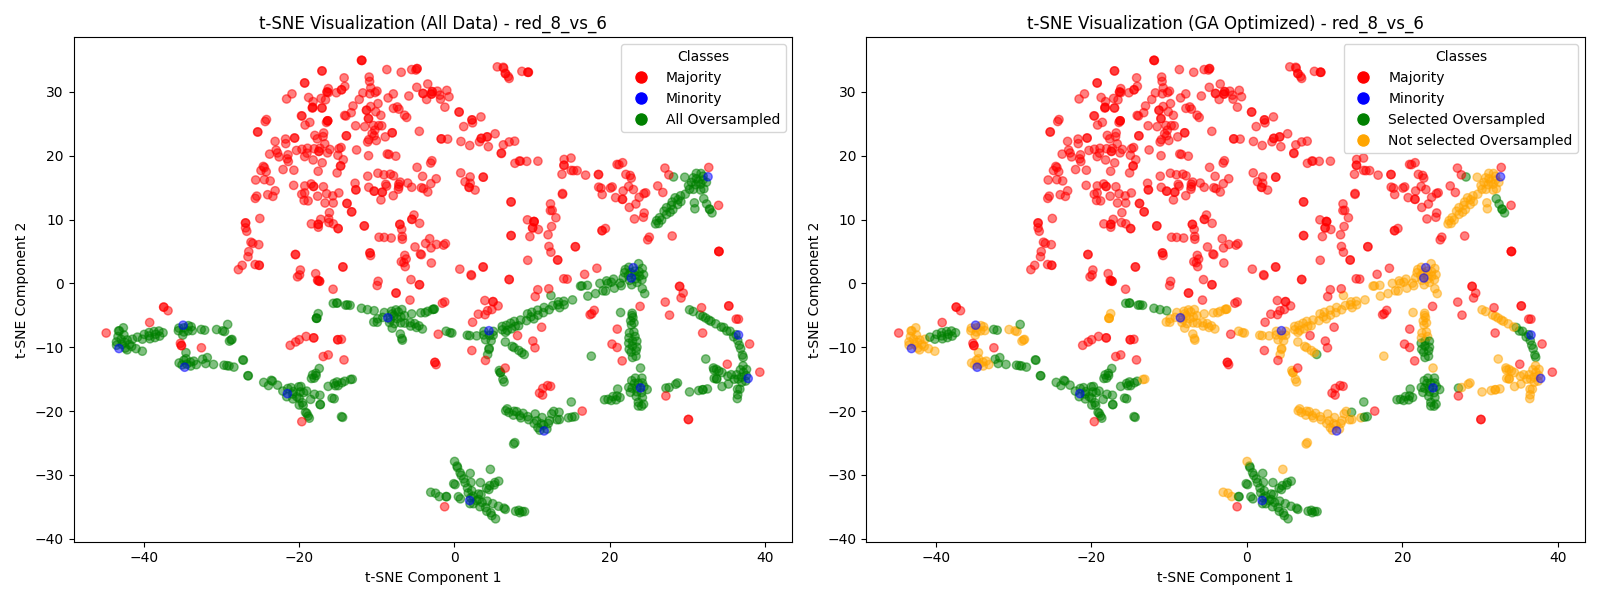 t-SNE Visualization (All Data) - red_8_vs_6
Classes
Majority
Minority
All Oversampled
t-SNE Component 2
30
20
10
0
−10
−20
−30
−40
−40
−20
0
20
40
t-SNE Component 1
t-SNE Visualization (GA Optimized) - red_8_vs_6
Classes
Majority
Minority
Selected Oversampled
Not selected Oversampled
t-SNE Component 2
30
20
10
0
−10
−20
−30
−40
−40
−20
0
20
40
t-SNE Component 1